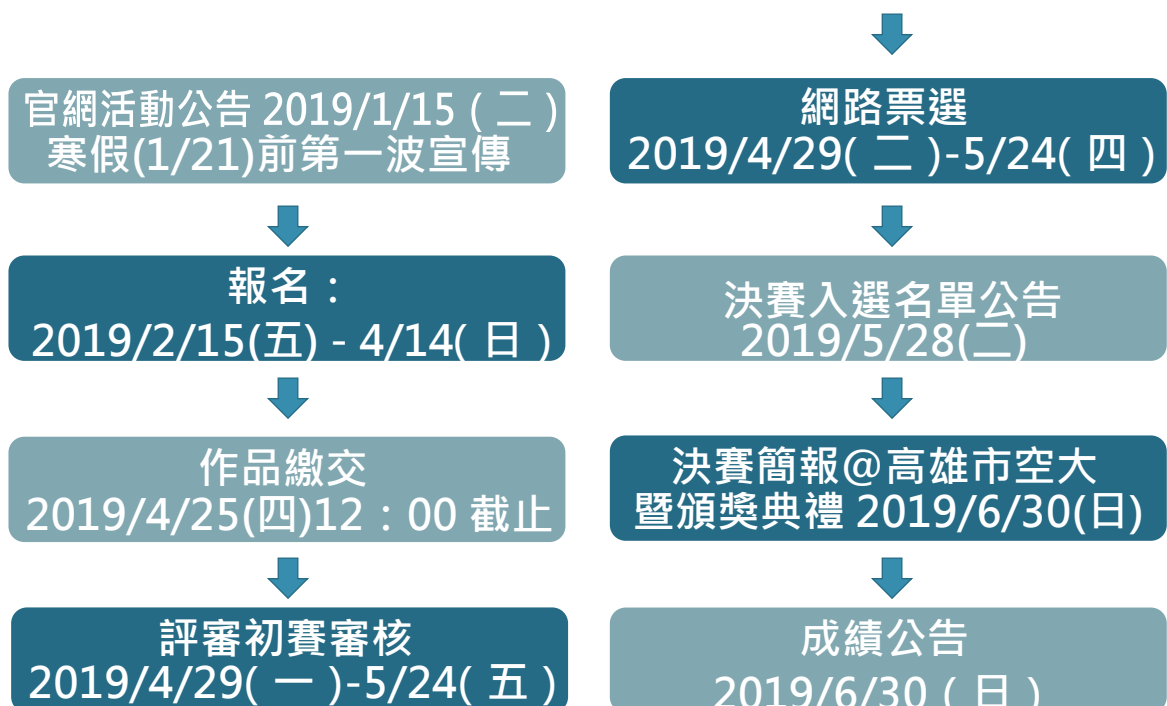 官網活動公告 2019/1/15 ( 二 )
寒假(1/21)前第一波宣傳
報名：
2019/2/15(五) - 4/14( 日 )
作品繳交
2019/4/25(四)12：00 截止
評審初賽審核
2019/4/29( 一 )-5/24( 五 )
網路票選
2019/4/29( 二 )-5/24( 四 )
決賽入選名單公告
2019/5/28(二)
決賽簡報@高雄市空大
暨頒獎典禮 2019/6/30(日)
成績公告
2019/6/30 ( 日 )